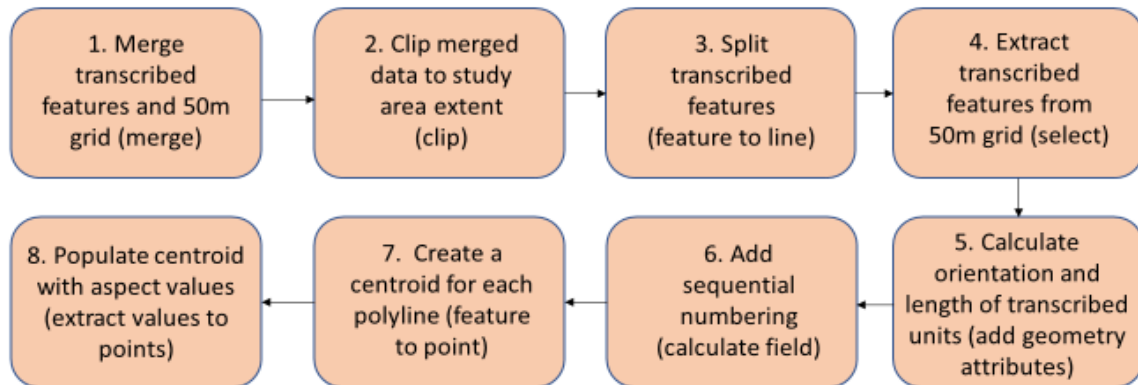 1. Merge
transcribed
features and 50m
grid (merge)
2. Clip merged
data to study
area extent
(clip)
3. Split
transcribed
features
(feature to line)
4. Extract
transcribed
features from
50m grid (select)
5. Calculate
orientation and
length of transcribed
units (add geometry
attributes)
6. Add
sequential
numbering
(calculate field)
7. Create a
centroid for each
polyline (feature
to point)
8. Populate centroid
with aspect values
(extract values to
points)